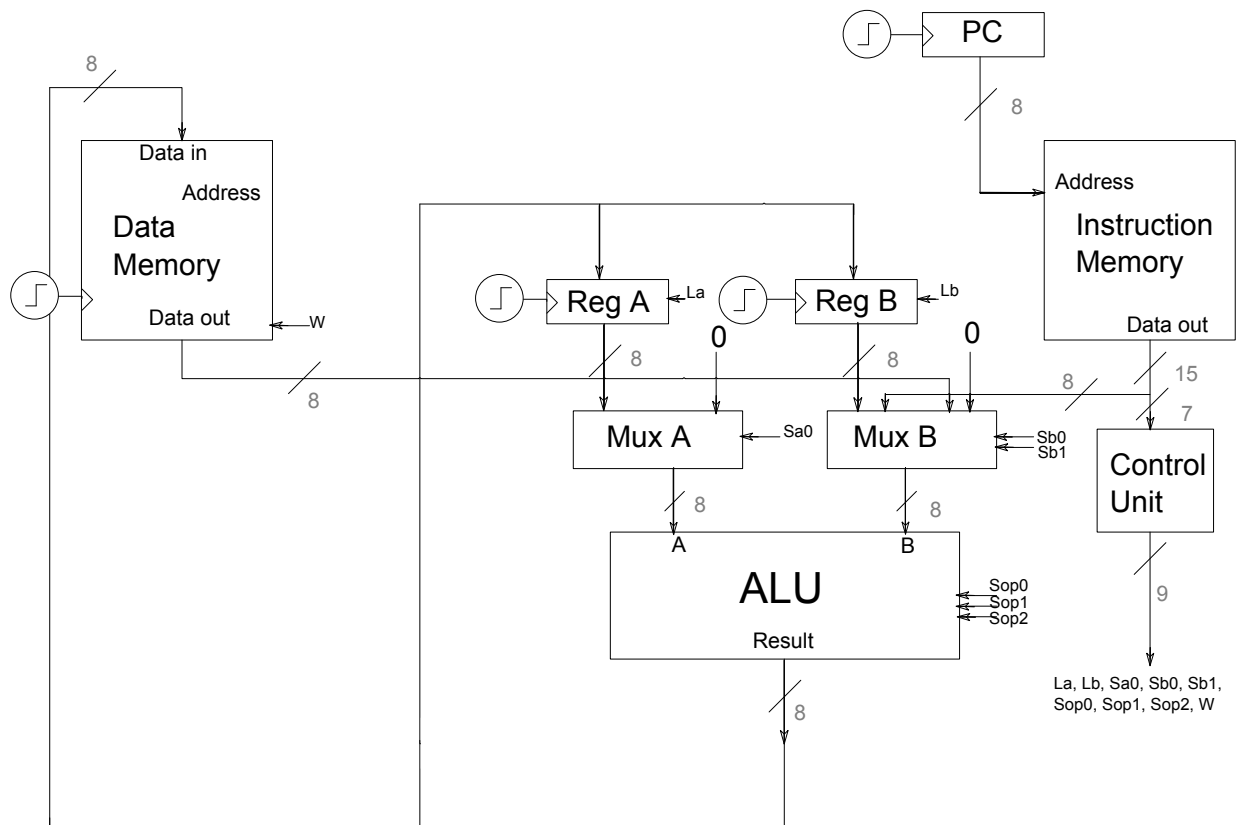 PC
8
8
Data in
Address
Data
Memory
Data out
W
8
Address
Instruction
Memory
Data out
15
7
8
Reg A
La
Reg B
Lb
8
0
8
0
Mux A
Sa0
Mux B
Sb0
Sb1
Control
Unit
8
8
A
B
ALU
Sop0
Sop1
Sop2
Result
9
8
La, Lb, Sa0, Sb0, Sb1,
Sop0, Sop1, Sop2, W